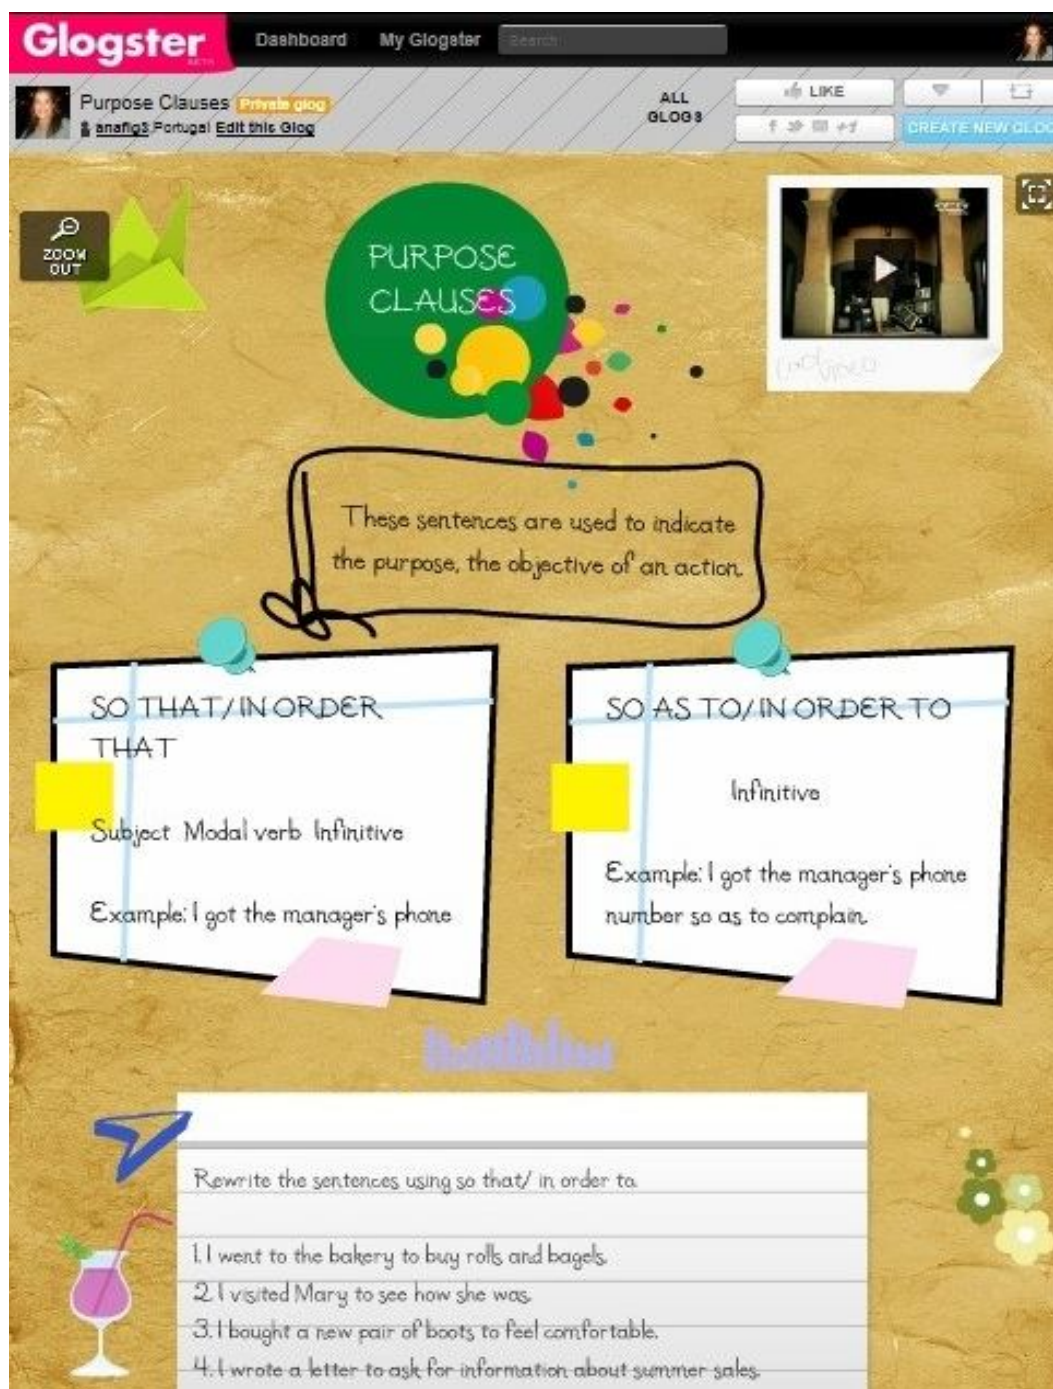 Glogster
BETA
Dashboard My Glogster Search
Purpose Clauses Private glog
anafig3,Portugal Edit this Glog
ALL
GLOGS
LIKE
CREATE NEW GLOG
ZOOM
OUT
PURPOSE
CLAUSES
These sentences are used to indicate
the purpose, the objective of an action.
SO THAT/IN ORDER
THAT
Subject Modal verb Infinitive
Example: I got the manager's phone
SO AS TO/IN ORDER TO
Infinitive
Example: I got the manager's phone
number so as to complain.
Rewrite the sentences using so that/ in order to.
1. I went to the bakery to buy rolls and bagels.
2. I visited Mary to see how she was.
3. I bought a new pair of boots to feel comfortable.
4. I wrote a letter to ask for information about summer sales.